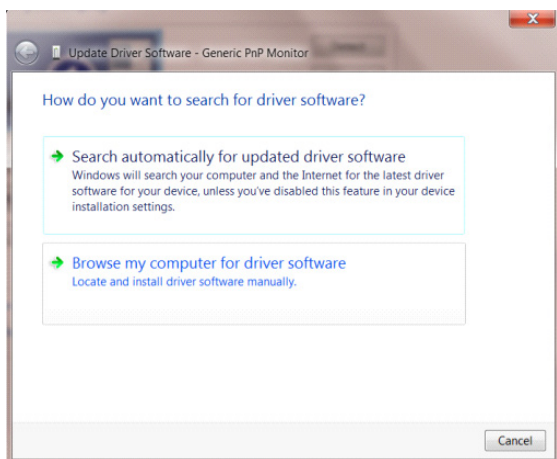 Update Driver Software - Generic PnP Monitor
How do you want to search for driver software?
Search automatically for updated driver software
Windows will search your computer and the Internet for the latest driver
software for your device, unless you've disabled this feature in your device
installation settings.
Browse my computer for driver software
Locate and install driver software manually.
Cancel